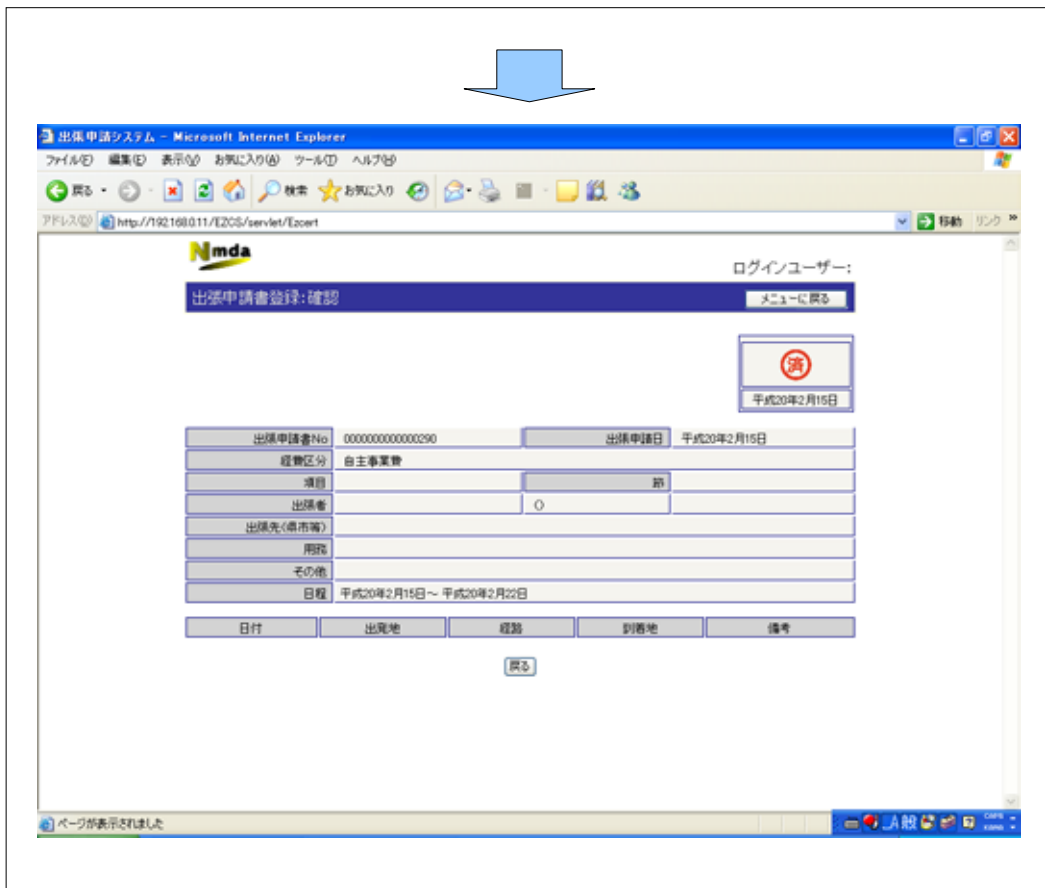 出張申請システム - Microsoft Internet Explorer
ファイル(F) 編集(E) 表示(V) お気に入り(A) ツール(T) ヘルプ(H)
戻る 検索 お気に入り
アドレス(D) http://192.168.0.11/EZCS/servlet/Ezcert 移動 リンク »
Nmda
ログインユーザー:
出張申請書登録:確認 メニューに戻る
済
平成20年2月15日
出張申請書No 0000000000000290 出張申請日 平成20年2月15日
経費区分 自主事業費
項目 節
出張者 ()
出張先(県市等)
用務
その他
日程 平成20年2月15日～ 平成20年2月22日
日付 出発地 経路 到着地 備考
戻る
ページが表示されました
A 般 CAPS
KANA